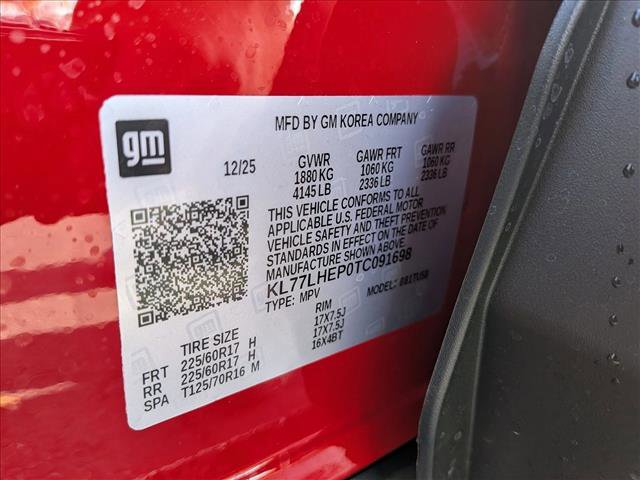 MFD BY GM KOREA COMPANY
gm
12/25
GVWR GAWR FRT GAWR RR
1880 KG 1060 KG 1060 KG
4145 LB 2336 LB 2336 LB
THIS VEHICLE CONFORMS TO ALL
APPLICABLE U.S. FEDERAL MOTOR
VEHICLE SAFETY AND THEFT PREVENTION
STANDARDS IN EFFECT ON THE DATE OF
MANUFACTURE SHOWN ABOVE.
KL77LHEP0TC091698
TYPE: MPV MODEL:
TIRE SIZE RIM
FRT 225/60R17 H 17X7.5J
RR 225/60R17 H 17X7.5J
SPA T125/70R16 M 16X4BT